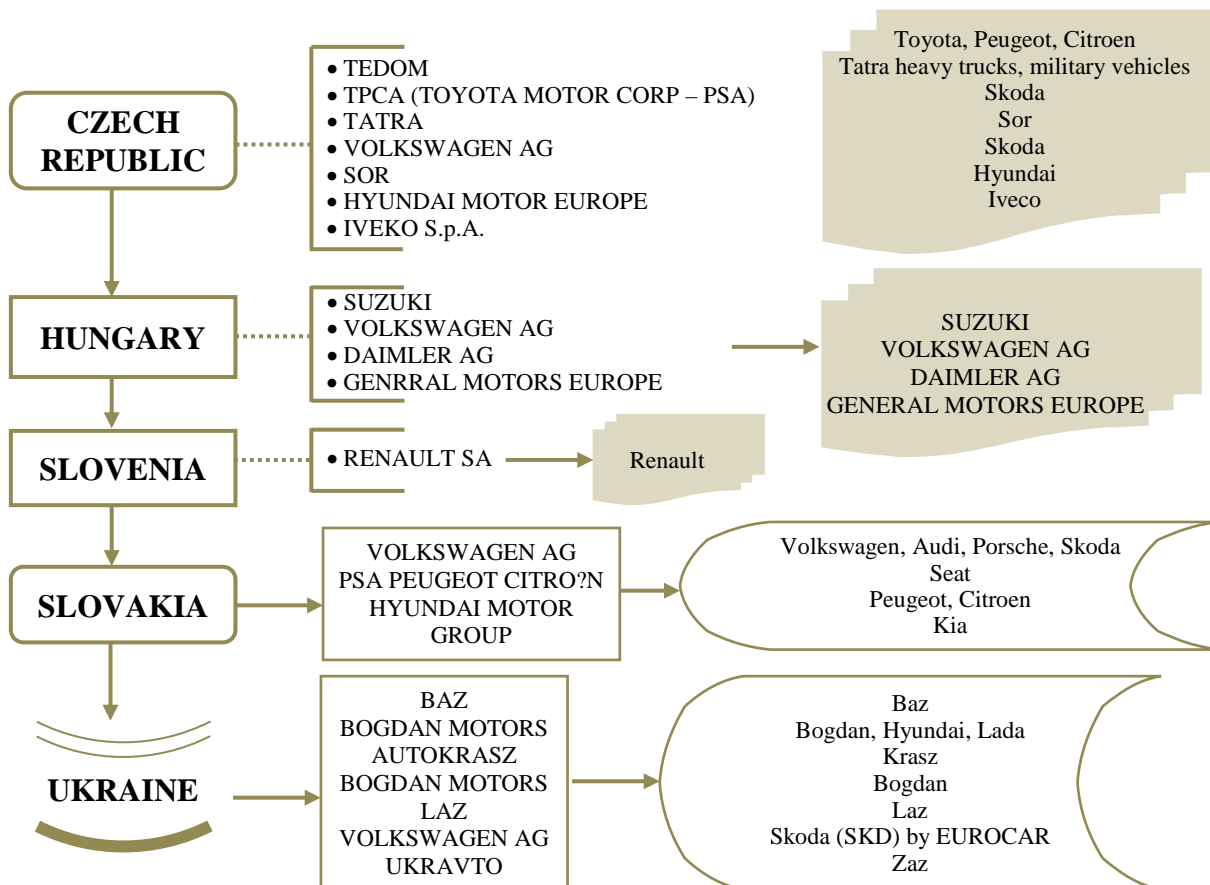 CZECH
REPUBLIC
• TEDOM
• TPCA (TOYOTA MOTOR CORP – PSA)
• TATRA
• VOLKSWAGEN AG
• SOR
• HYUNDAI MOTOR EUROPE
• IVEKO S.p.A.
Toyota, Peugeot, Citroen
Tatra heavy trucks, military vehicles
Skoda
Sor
Skoda
Hyundai
Iveco
HUNGARY
• SUZUKI
• VOLKSWAGEN AG
• DAIMLER AG
• GENRRAL MOTORS EUROPE
SUZUKI
VOLKSWAGEN AG
DAIMLER AG
GENERAL MOTORS EUROPE
SLOVENIA
• RENAULT SA
Renault
SLOVAKIA
VOLKSWAGEN AG
PSA PEUGEOT CITRO?N
HYUNDAI MOTOR
GROUP
Volkswagen, Audi, Porsche, Skoda
Seat
Peugeot, Citroen
Kia
UKRAINE
BAZ
BOGDAN MOTORS
AUTOKRASZ
BOGDAN MOTORS
LAZ
VOLKSWAGEN AG
UKRAVTO
Baz
Bogdan, Hyundai, Lada
Krasz
Bogdan
Laz
Skoda (SKD) by EUROCAR
Zaz